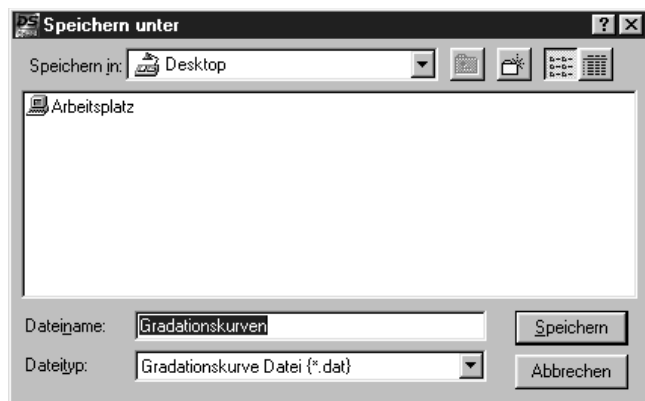 Speichern unter
Speichern in: Desktop
Arbeitsplatz
Dateiname: Gradationskurven Speichern
Dateityp: Gradationskurve Datei {*.dat} Abbrechen